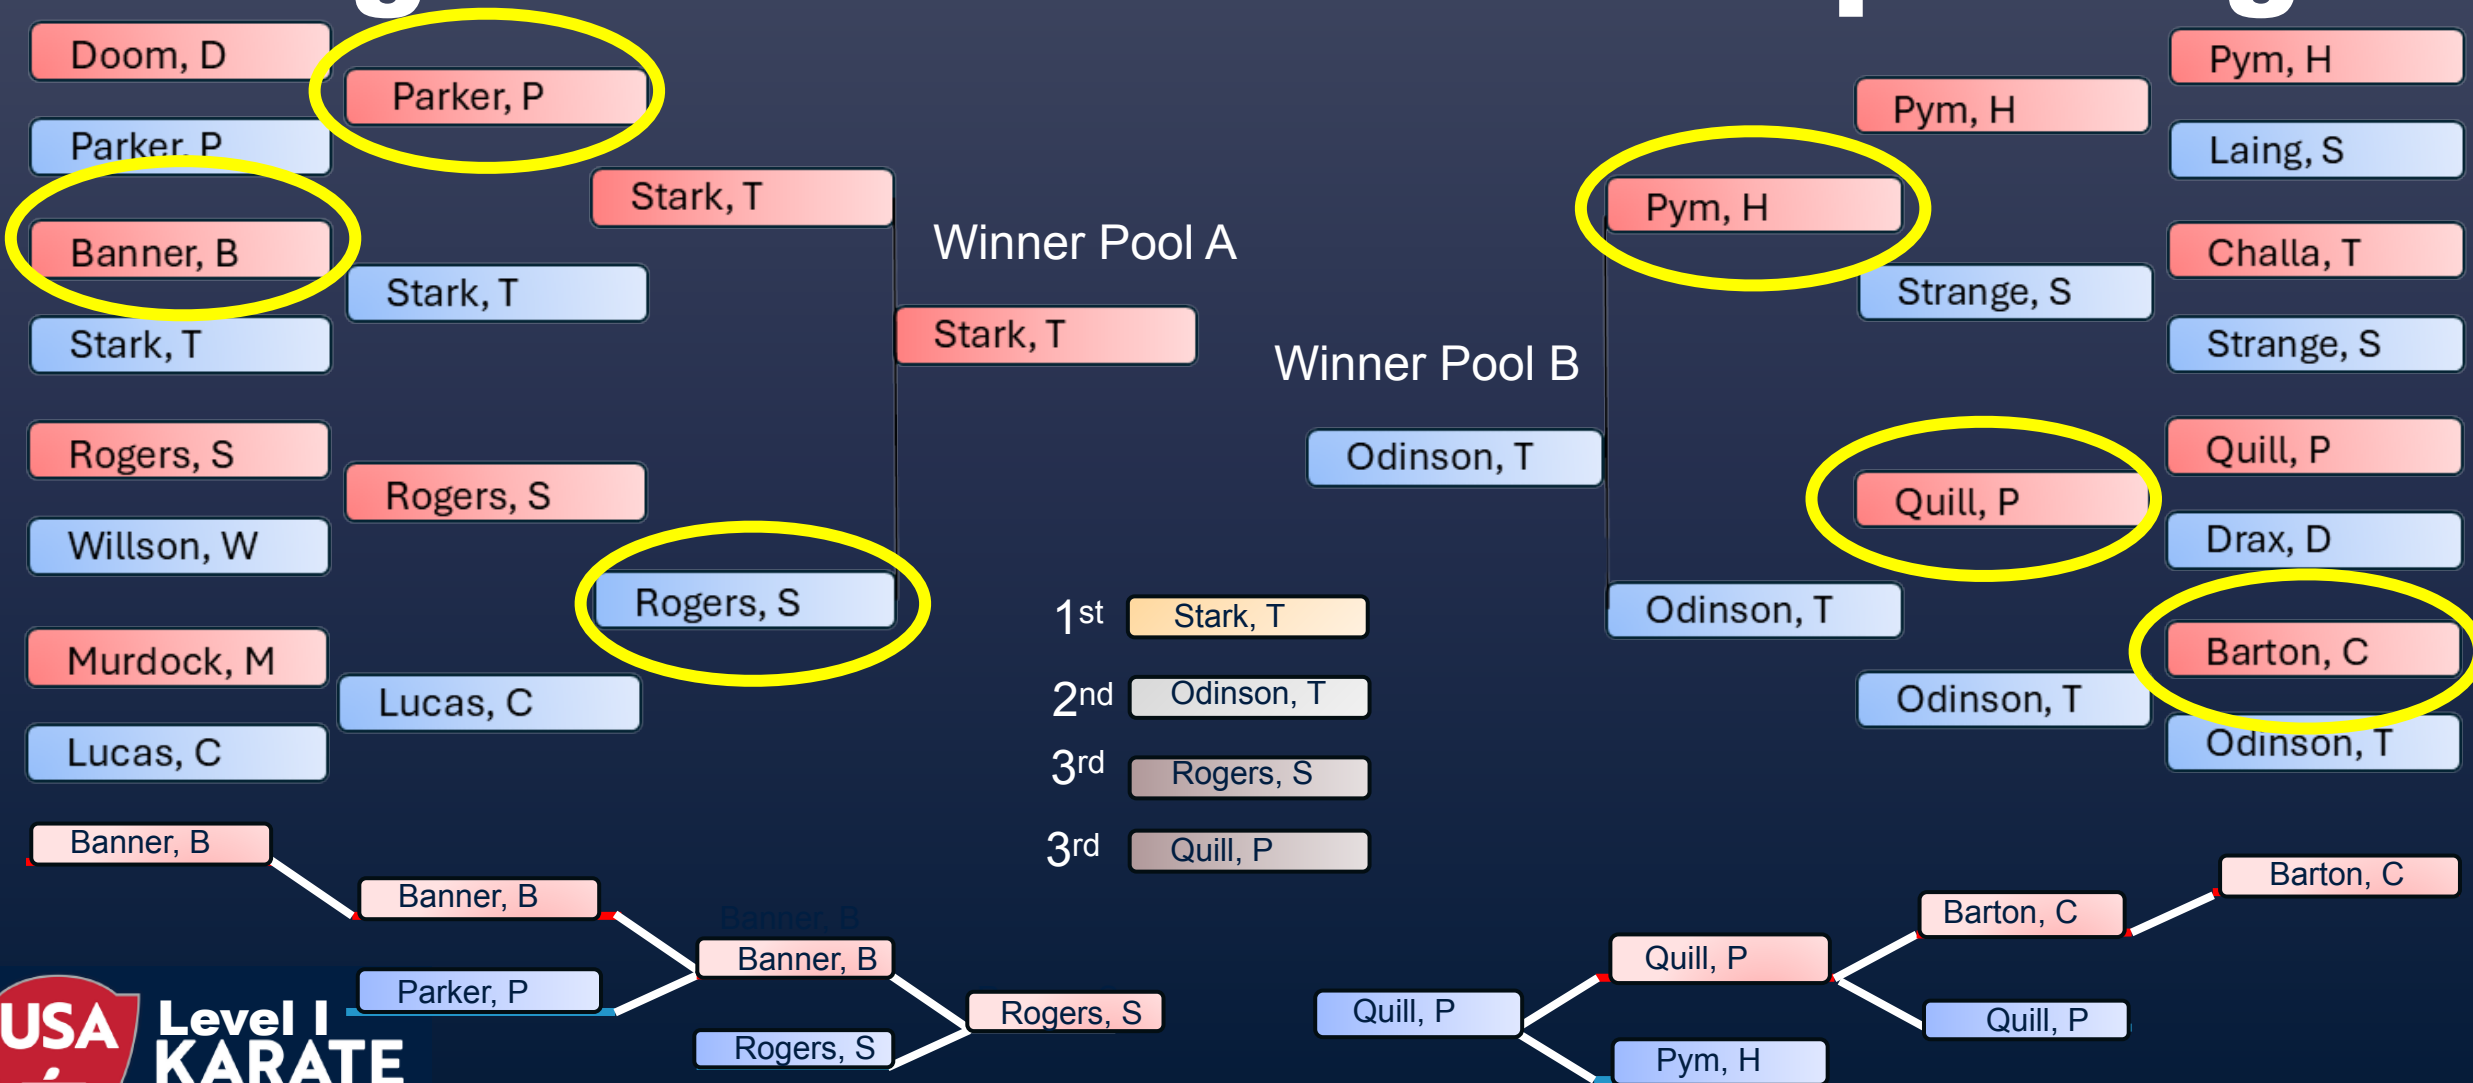 Doom, D
Parker, P
Banner, B
Stark, T
Rogers, S
Willson, W
Murdock, M
Lucas, C
Parker, P
Stark, T
Rogers, S
Lucas, C
Stark, T
Rogers, S
Winner Pool A
Stark, T
Winner Pool B
Odinson, T
Pym, H
Odinson, T
Pym, H
Strange, S
Quill, P
Odinson, T
Pym, H
Laing, S
Challa, T
Strange, S
Quill, P
Drax, D
Barton, C
Odinson, T
1st Stark, T
2nd Odinson, T
3rd Rogers, S
3rd Quill, P
Banner, B
Banner, B
Parker, P
Banner, B
Banner, B
Rogers, S
Rogers, S
Quill, P
Quill, P
Pym, H
Barton, C
Quill, P
Barton, C
USA
Level I
KARATE